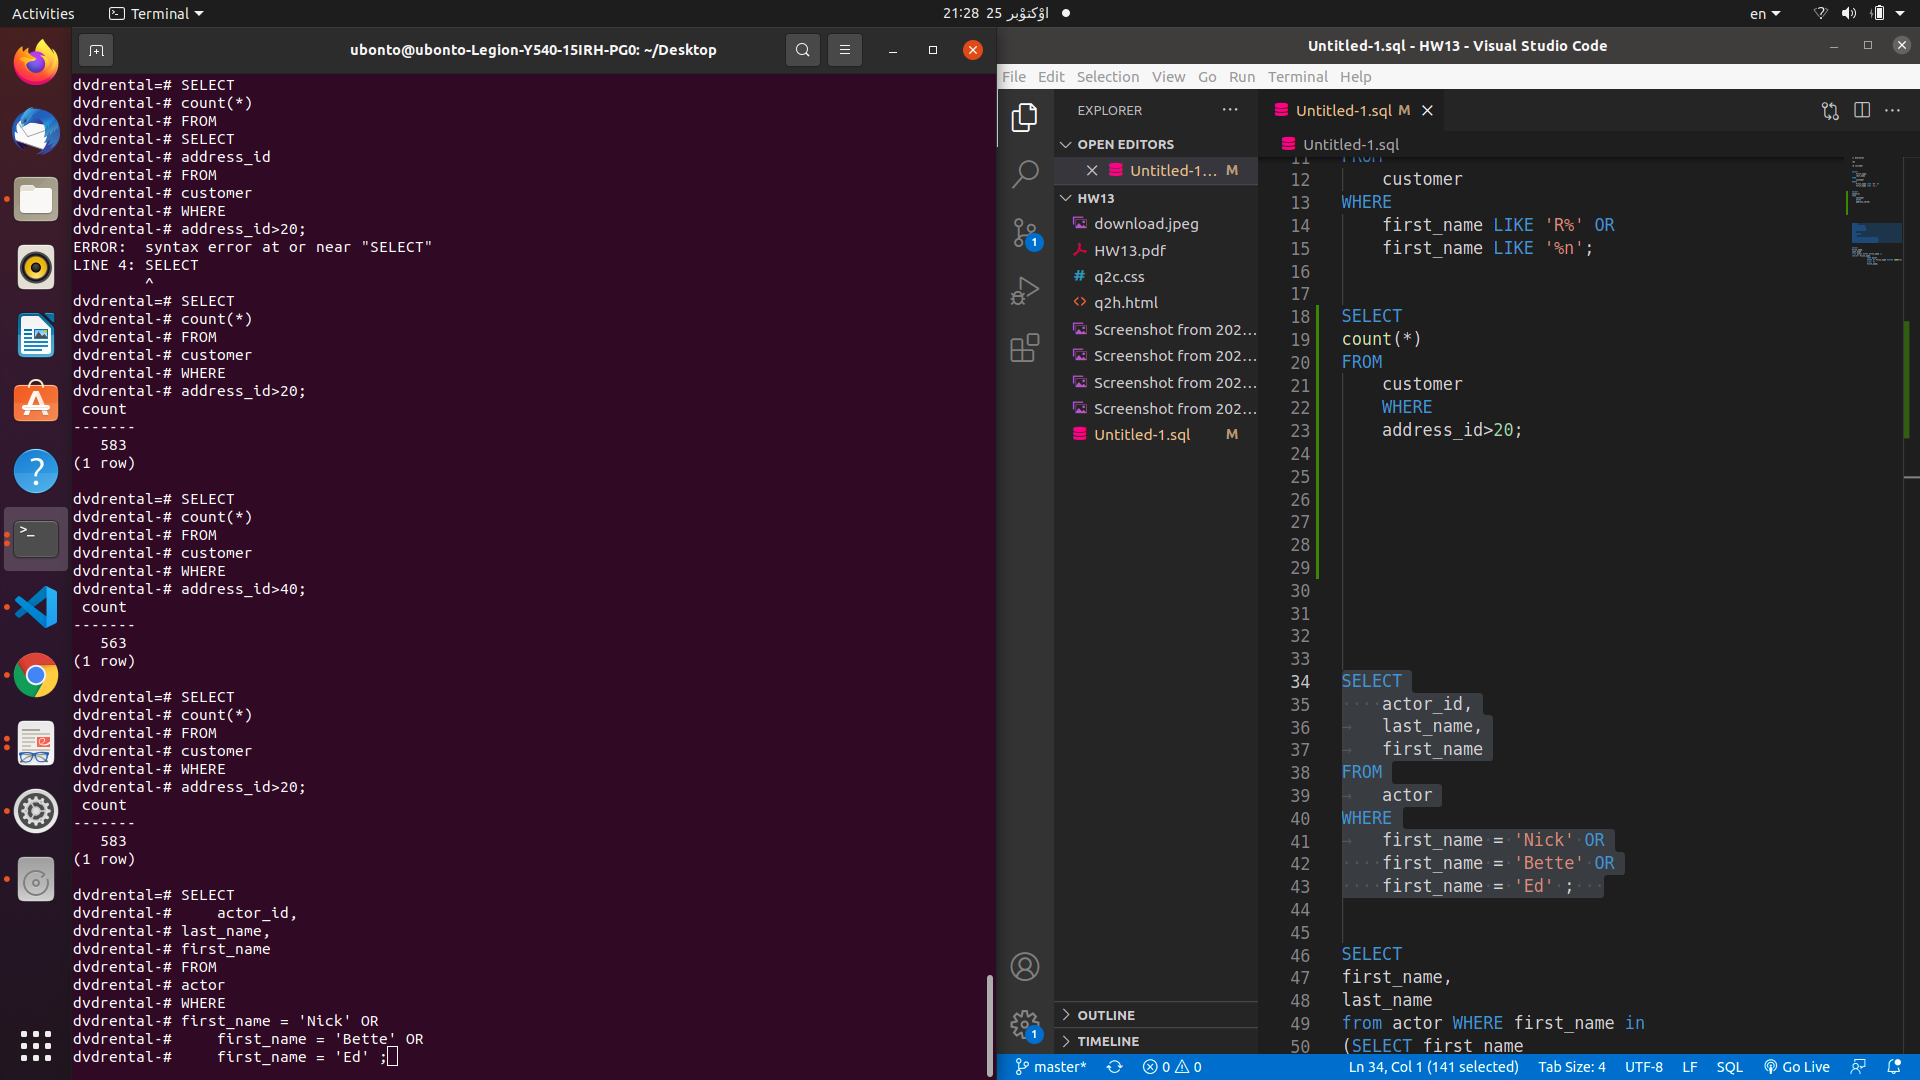 Activities
Terminal
21:28 25 اوْکتوْبر
en
ubonto@ubonto-Legion-Y540-15IRH-PG0: ~/Desktop
dvdrental=# SELECT
dvdrental-# count(*)
dvdrental-# FROM
dvdrental-# SELECT
dvdrental-# address_id
dvdrental-# FROM
dvdrental-# customer
dvdrental-# WHERE
dvdrental-# address_id>20;
ERROR:  syntax error at or near "SELECT"
LINE 4: SELECT
        ^
dvdrental=# SELECT
dvdrental-# count(*)
dvdrental-# FROM
dvdrental-# customer
dvdrental-# WHERE
dvdrental-# address_id>20;
 count
-------
   583
(1 row)
dvdrental=# SELECT
dvdrental-# count(*)
dvdrental-# FROM
dvdrental-# customer
dvdrental-# WHERE
dvdrental-# address_id>40;
 count
-------
   563
(1 row)
dvdrental=# SELECT
dvdrental-# count(*)
dvdrental-# FROM
dvdrental-# customer
dvdrental-# WHERE
dvdrental-# address_id>20;
 count
-------
   583
(1 row)
dvdrental=# SELECT
dvdrental-#     actor_id,
dvdrental-# last_name,
dvdrental-# first_name
dvdrental-# FROM
dvdrental-# actor
dvdrental-# WHERE
dvdrental-# first_name = 'Nick' OR
dvdrental-#     first_name = 'Bette' OR
dvdrental-#     first_name = 'Ed' ;
Untitled-1.sql - HW13 - Visual Studio Code
File Edit Selection View Go Run Terminal Help
EXPLORER
OPEN EDITORS
Untitled-1... M
HW13
download.jpeg
HW13.pdf
q2c.css
q2h.html
Screenshot from 202...
Screenshot from 202...
Screenshot from 202...
Screenshot from 202...
Untitled-1.sql M
OUTLINE
TIMELINE
1
1
Untitled-1.sql M
Untitled-1.sql
11 FROM
12     customer
13 WHERE
14     first_name LIKE 'R%' OR
15     first_name LIKE '%n';
16
17
18 SELECT
19 count(*)
20 FROM
21     customer
22     WHERE
23     address_id>20;
24
25
26
27
28
29
30
31
32
33
34 SELECT
35     actor_id,
36     last_name,
37     first_name
38 FROM
39     actor
40 WHERE
41     first_name = 'Nick' OR
42     first_name = 'Bette' OR
43     first_name = 'Ed' ;
44
45
46 SELECT
47 first_name,
48 last_name
49 from actor WHERE first_name in
50 (SELECT first_name
master* 0 0 Ln 34, Col 1 (141 selected) Tab Size: 4 UTF-8 LF SQL Go Live